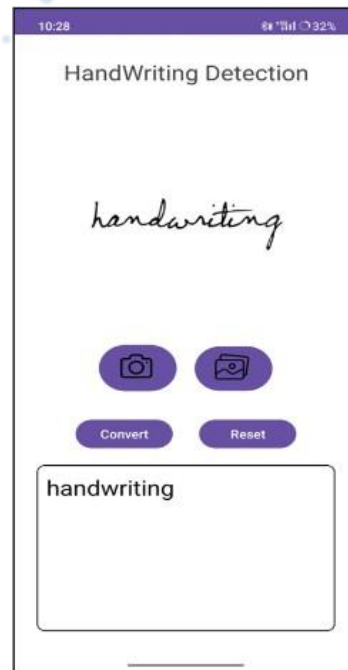 10:28 32%
HandWriting Detection
handwriting
Convert Reset
handwriting